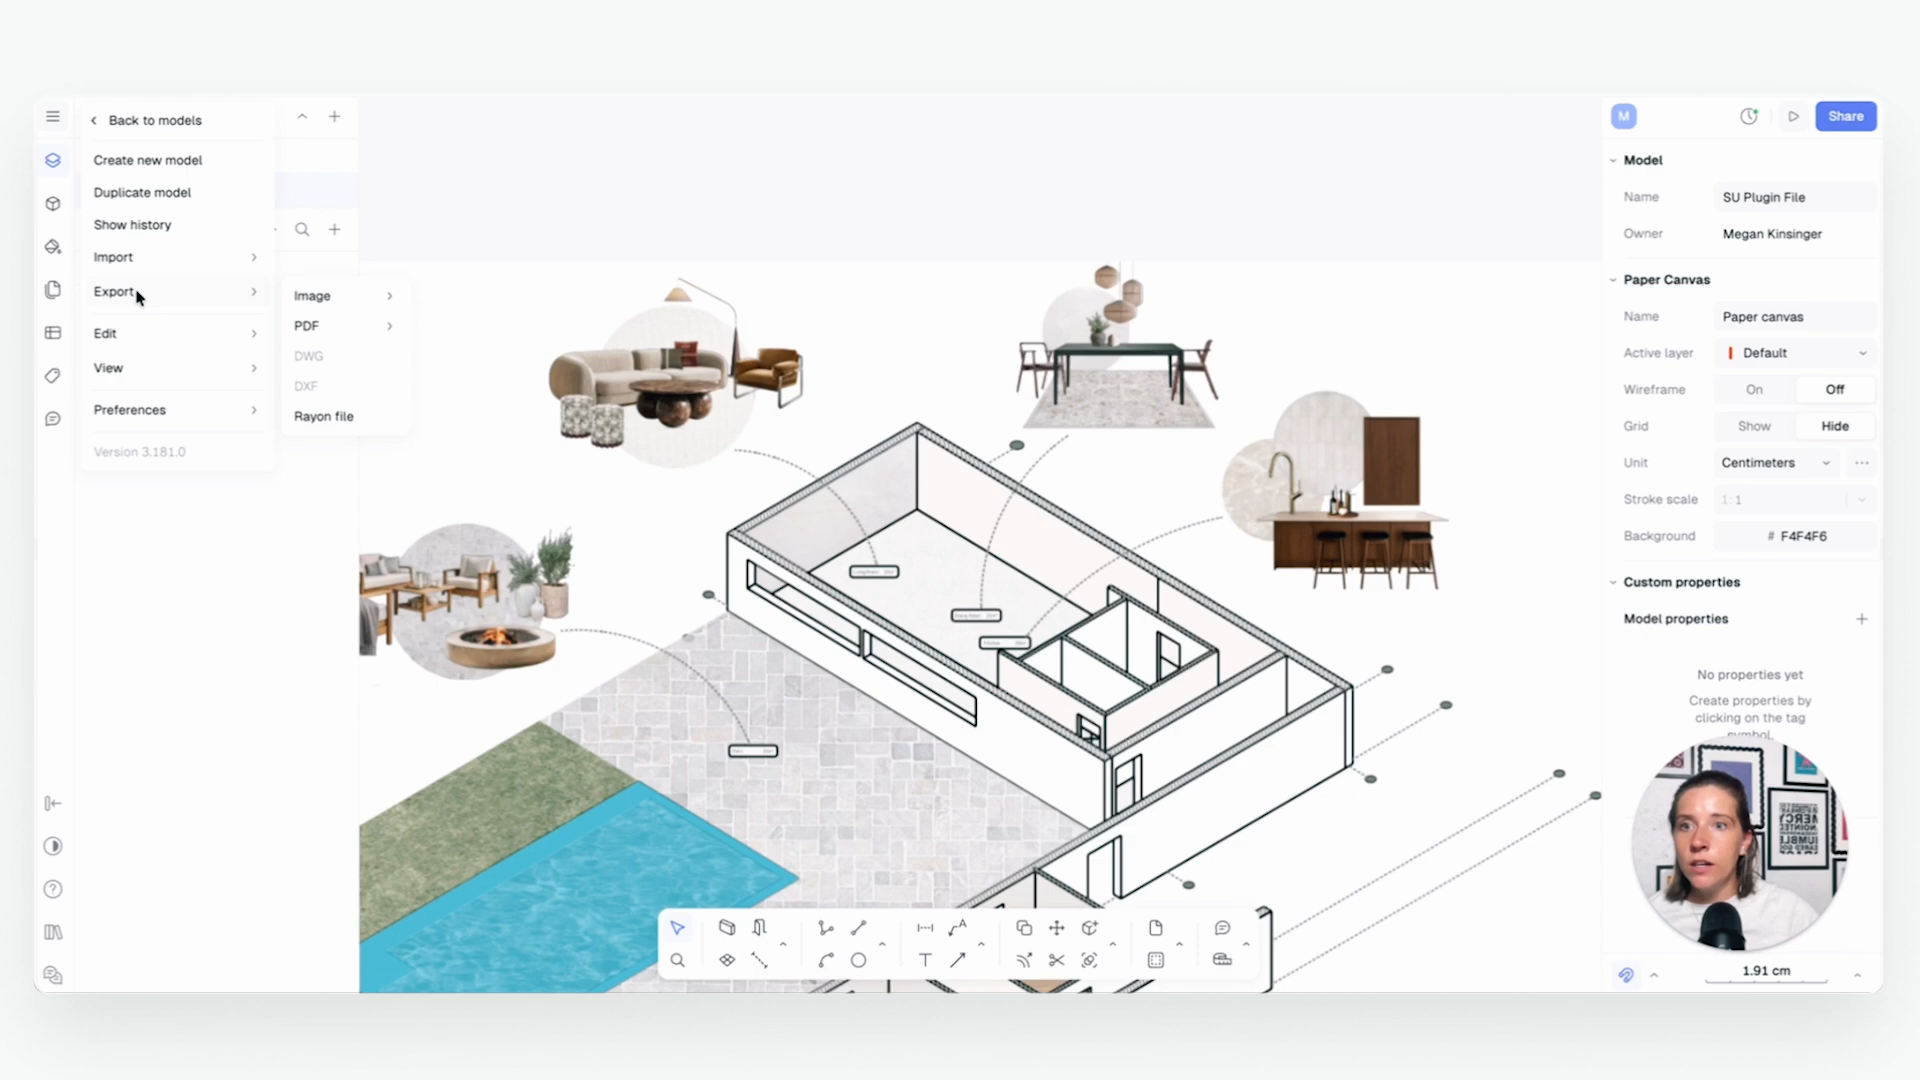 Back to models
Create new model
Duplicate model
Show history
Import
Export
Edit
View
Preferences
Version 3.181.0
Image
PDF
DWG
DXF
Rayon file
M
Share
Model
Name
SU Plugin File
Owner
Megan Kinsinger
Paper Canvas
Name
Paper canvas
Active layer
Default
Wireframe
On
Off
Grid
Show
Hide
Unit
Centimeters
Stroke scale
1: 1
Background
# F4F4F6
Custom properties
Model properties
No properties yet
Create properties by
clicking on the tag
symbol.
1.91 cm